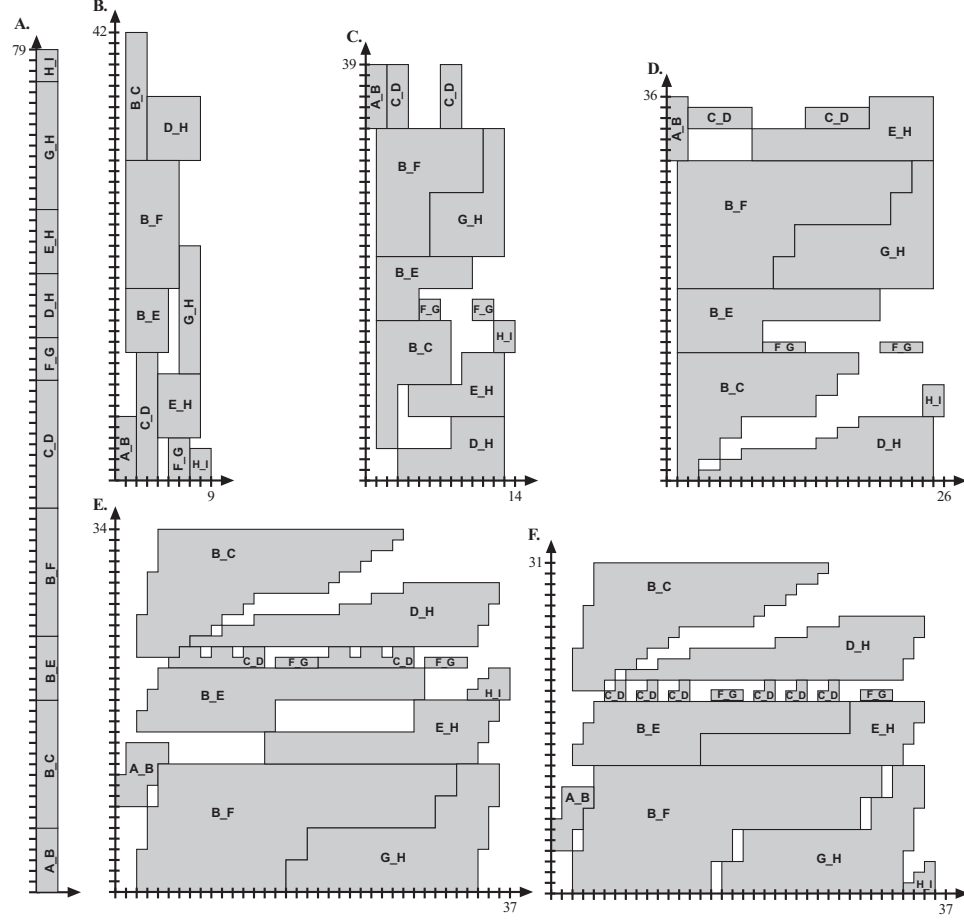 A.
79
H_I
G_H
E_H
D_H
F_G
C_D
B_F
B_E
B_C
A_B
B.
42
B_C
D_H
B_F
G_H
B_E
C_D
E_H
A_B
F_G
H_I
9
C.
39
A_B
C_D
C_D
B_F
G_H
B_E
F_G
F_G
H_I
B_C
E_H
D_H
14
D.
36
A_B
C_D
C_D
E_H
B_F
G_H
B_E
F_G
F_G
B_C
H_I
D_H
26
E.
34
B_C
D_H
C_D
F_G
C_D
F_G
B_E
H_I
E_H
A_B
B_F
G_H
37
F.
31
B_C
D_H
C_D
C_D
C_D
F_G
C_D
C_D
C_D
F_G
B_E
E_H
A_B
B_F
G_H
H_I
37